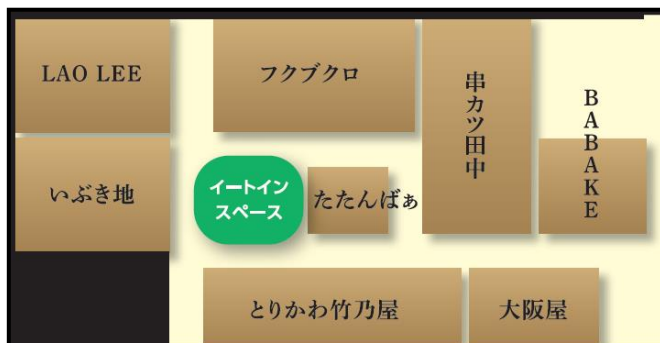 LAO LEE
フクブクロ
串カツ田中
BABAKE
いぶき地
イートイン
スペース
たたんばぁ
とりかわ竹乃屋
大阪屋